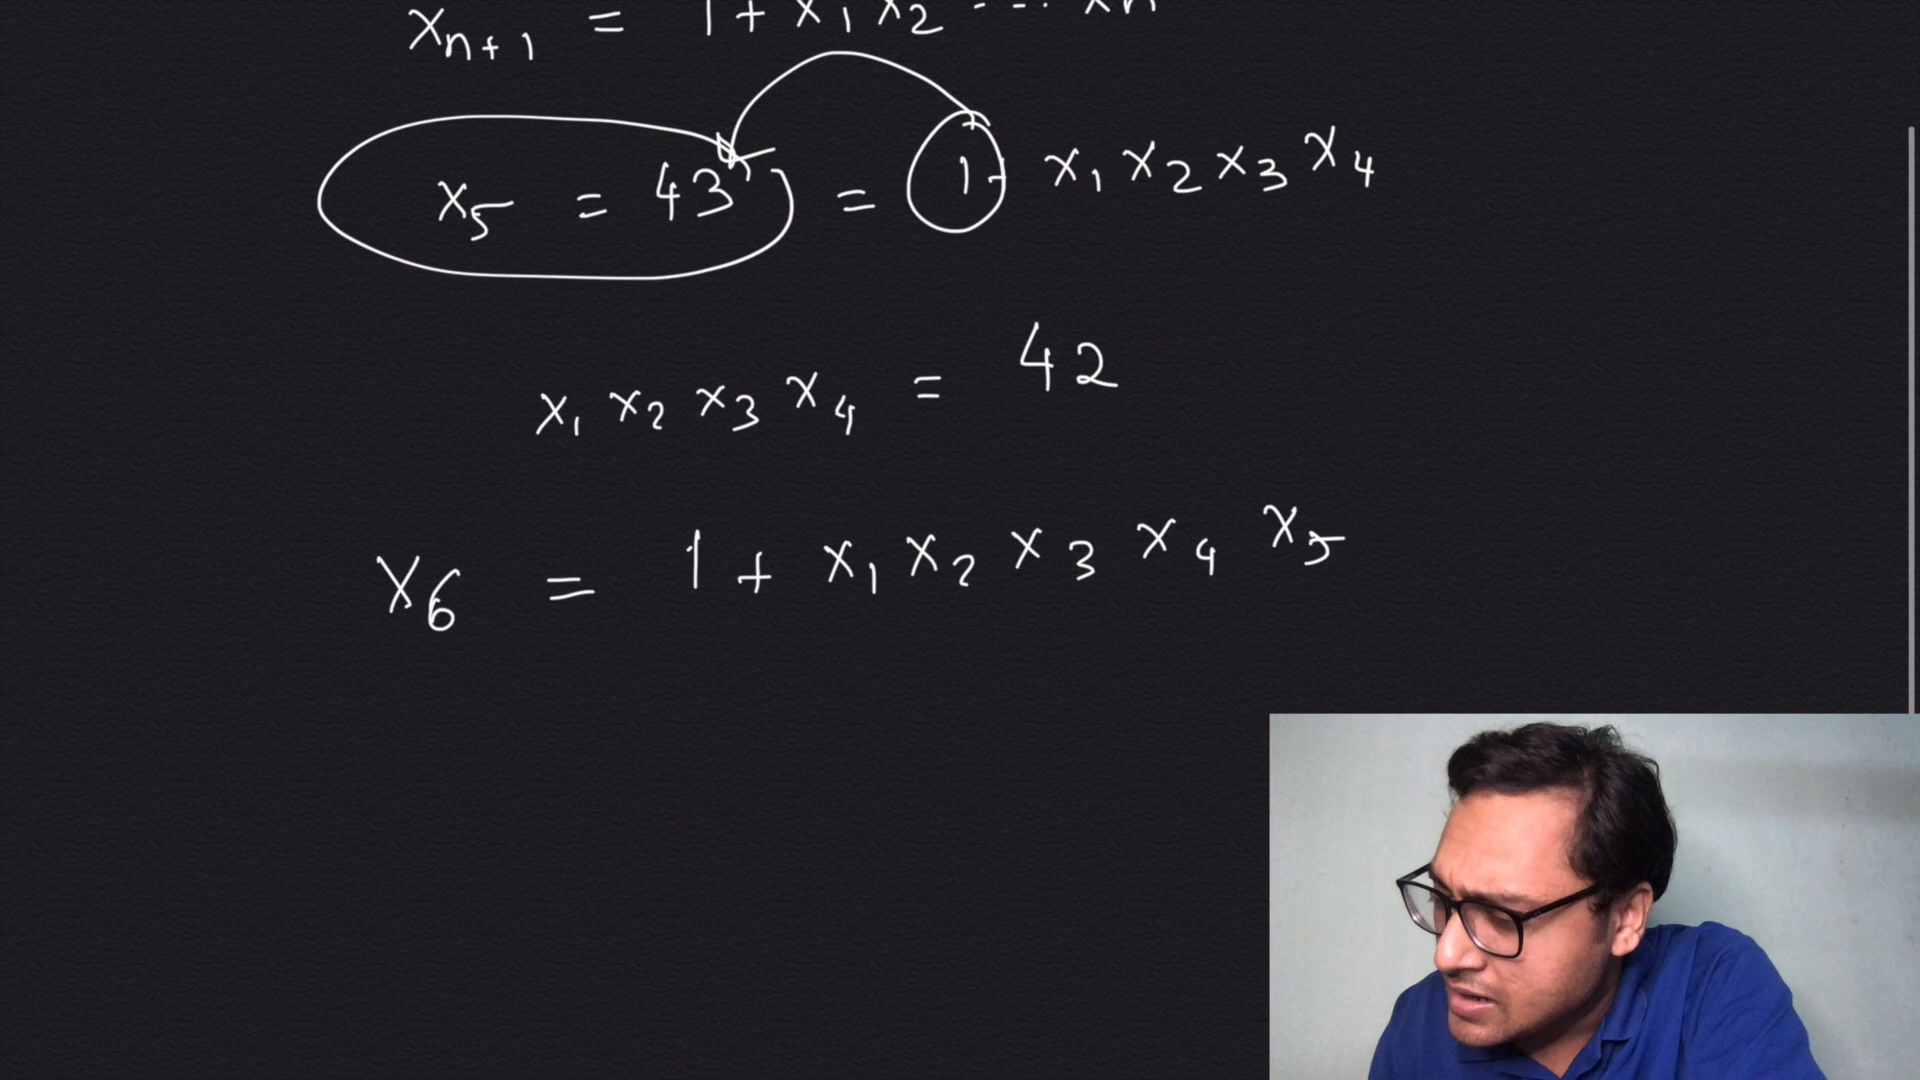 xn+1 = 1 + x1 x2 .... xn
x5 = 43 = 1+ x1 x2 x3 x4
x1 x2 x3 x4 = 42
x6 = 1 + x1 x2 x3 x4 x5